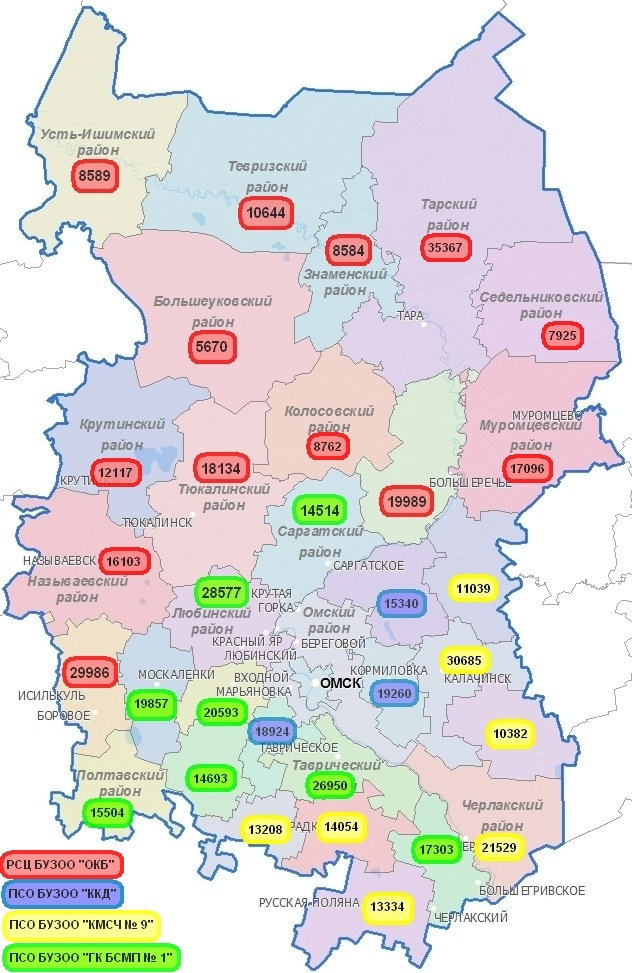 Усть-Ишимский
район
8589
Тевризский
район
10644
Тарский
район
35367
8584
Знаменский
район
Большеуковский
район
5670
Седельниковский
район
7925
ТАРА
Крутинский
район
12117
Колосовский
район
8762
МУРОМЦЕВО
Муромцевский
район
17096
18134
Тюкалинский
район
ТЮКАЛИНСК
19989
БОЛЬШЕРЕЧЬЕ
14514
Саргатский
район
САРГАТСКОЕ
НАЗЫВАЕВСК
16103
Называевский
район
28577
Любинский
район
КРУТАЯ
ГОРКА
Омский
район
15340
11039
КРАСНЫЙ ЯР
ЛЮБИНСКИЙ
БЕРЕГОВОЙ
29986
МОСКАЛЕНКИ
ВХОДНОЙ
МАРЬЯНОВКА
ОМСК
КОРМИЛОВКА
19260
30685
КАЛАЧИНСК
ИСИЛЬКУЛЬ
БОРОВОЕ
19857
20593
18924
ТАВРИЧЕСКОЕ
10382
Полтавский
район
15504
14693
Таврический
26950
Черлакский
район
21529
13208
14054
17303
РУССКАЯ ПОЛЯНА
13334
БОЛЬШЕГРИВСКОЕ
ЧЕРЛАКСКИЙ
РСЦ БУЗОО "ОКБ"
ПСО БУЗОО "ККД"
ПСО БУЗОО "КМСЧ № 9"
ПСО БУЗОО "ГК БСМП № 1"